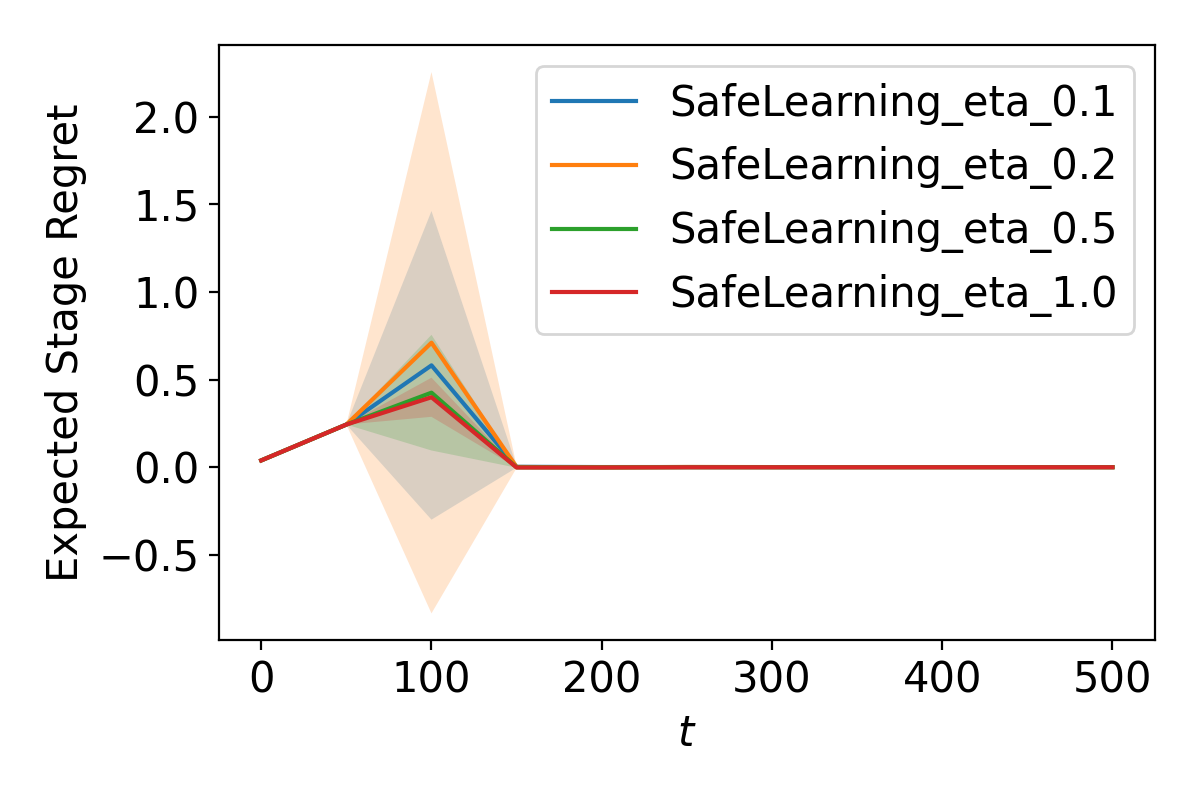 Expected Stage Regret
2.0
1.5
1.0
0.5
0.0
−0.5
SafeLearning_eta_0.1
SafeLearning_eta_0.2
SafeLearning_eta_0.5
SafeLearning_eta_1.0
0 100 200 300 400 500
t